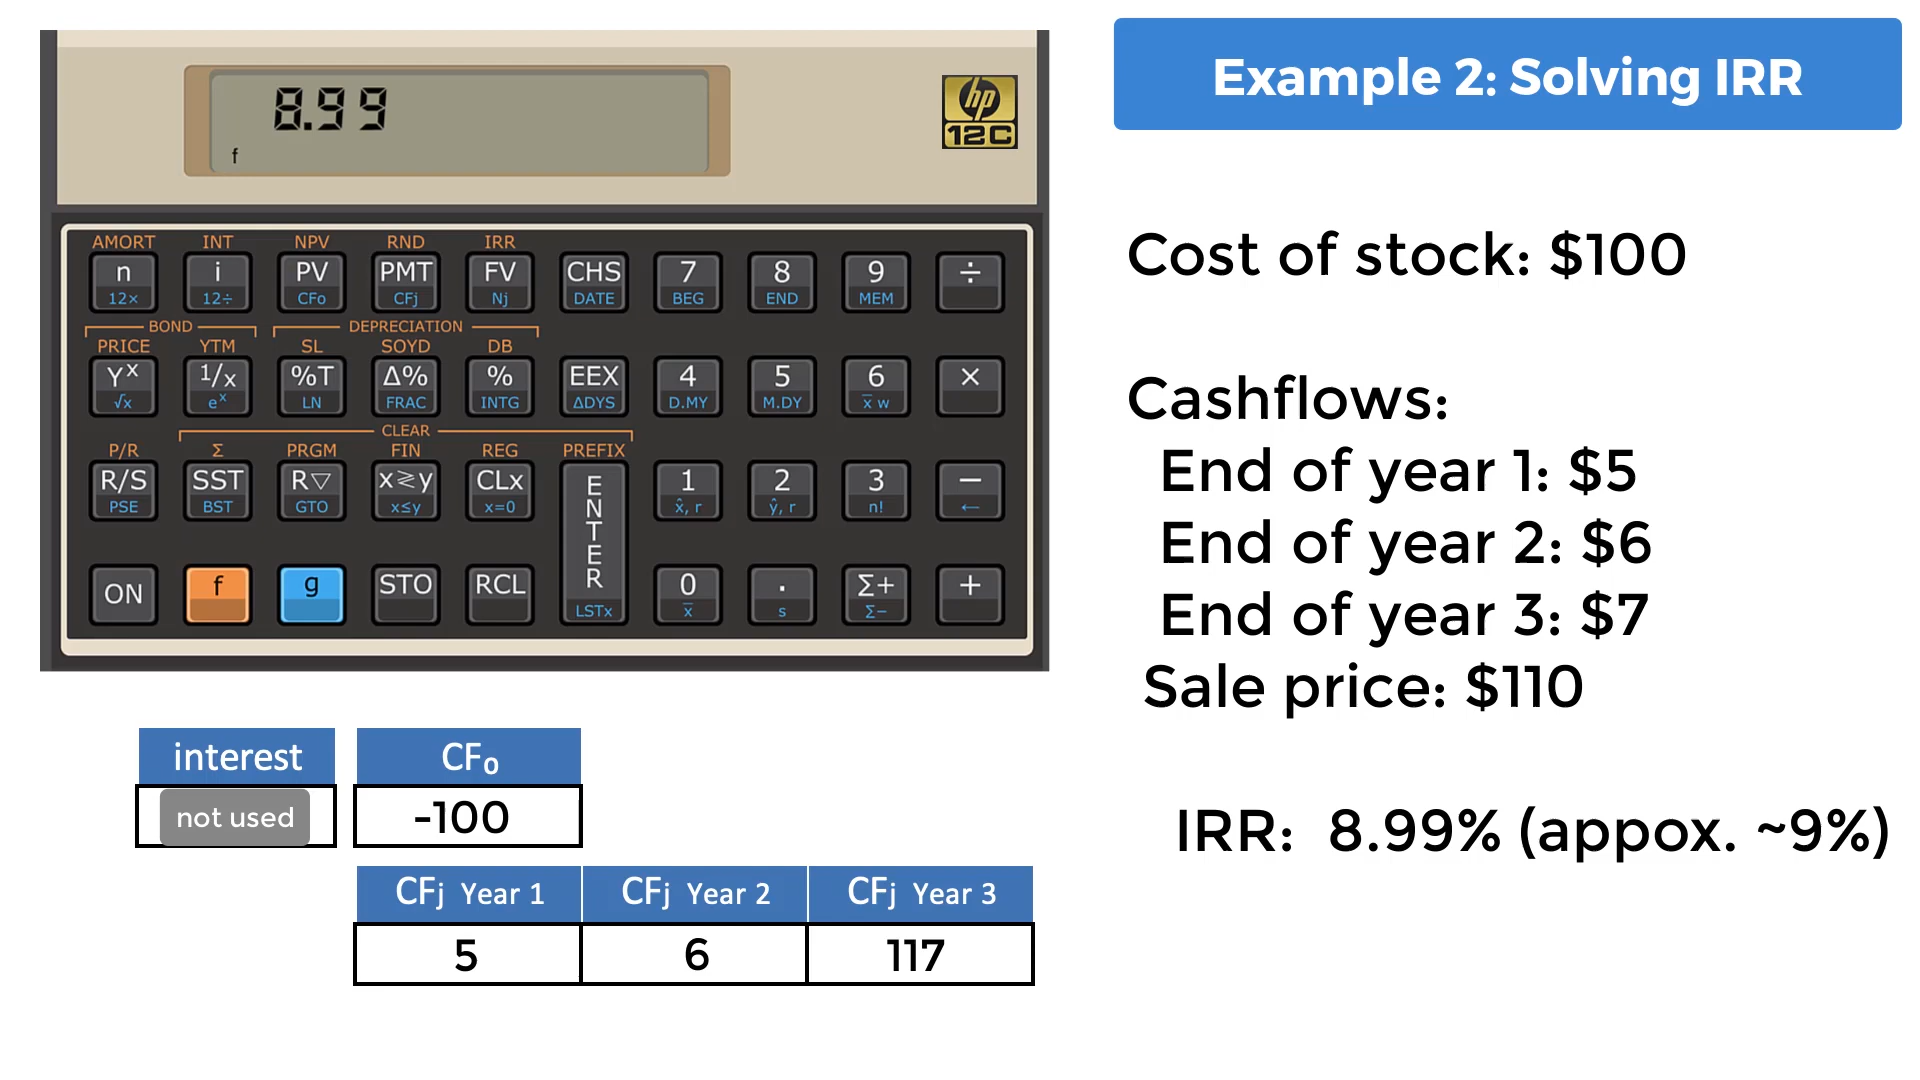 8.99
f
hp
12C
Example 2: Solving IRR
Cost of stock: $100
Cashflows:
End of year 1: $5
End of year 2: $6
End of year 3: $7
Sale price: $110
IRR: 8.99% (appox. ~9%)
AMORT INT NPV RND IRR
n i PV PMT FV CHS 7 8 9 ÷
12× 12÷ CFo CFj Nj DATE BEG END MEM
BOND DEPRECIATION
PRICE YTM SL SOYD DB
Yx 1/x %T Δ% % EEX 4 5 6 ×
√x ex LN FRAC INTG ΔDYS D.MY M.DY x̅ w
CLEAR
P/R Σ PRGM FIN REG PREFIX
R/S SST R▽ x≷y CLx ENTER 1 2 3 −
PSE BST GTO x≤y x=0 x̂, r ŷ, r n! ←
ON f g STO RCL 0 . Σ+ +
LSTx x̅ s Σ−
interest CFo
not used -100
CFj Year 1 CFj Year 2 CFj Year 3
5 6 117